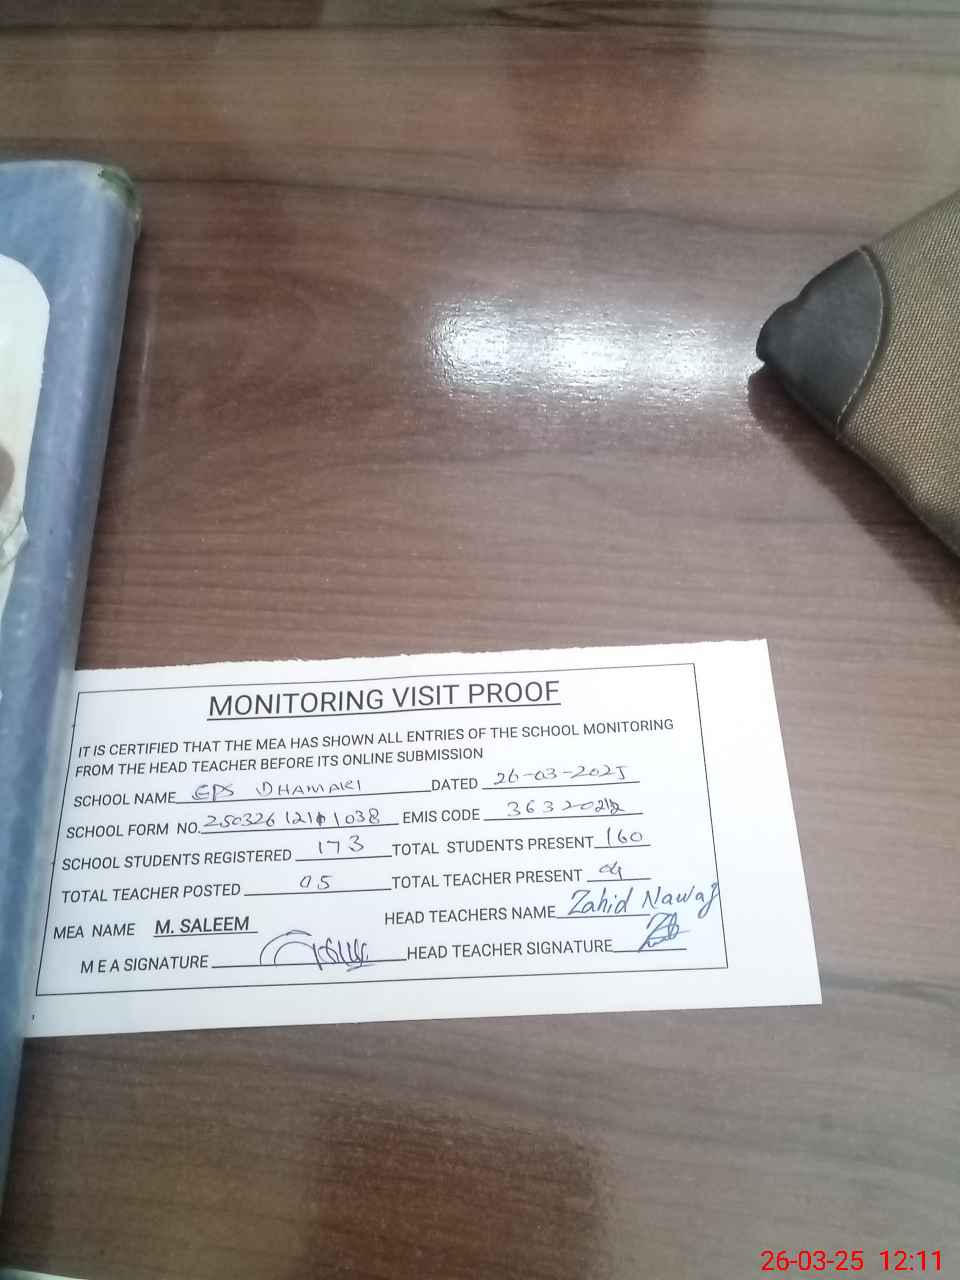 MONITORING VISIT PROOF
IT IS CERTIFIED THAT THE MEA HAS SHOWN ALL ENTRIES OF THE SCHOOL MONITORING
FROM THE HEAD TEACHER BEFORE ITS ONLINE SUBMISSION
SCHOOL NAME GPS DHAMAKI DATED 26-03-2025
SCHOOL FORM NO. EMIS CODE
SCHOOL STUDENTS REGISTERED 173 TOTAL STUDENTS PRESENT 160
TOTAL TEACHER POSTED 05 TOTAL TEACHER PRESENT 04
MEA NAME M. SALEEM HEAD TEACHERS NAME Zahid Nawaz
M E A SIGNATURE HEAD TEACHER SIGNATURE
26-03-25 12:11